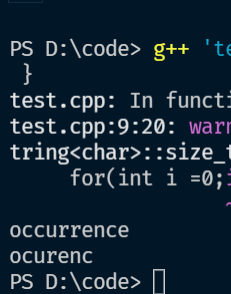 PS D:\code> g++ 'te
}
test.cpp: In functi
test.cpp:9:20: warn
tring<char>::size_t
for(int i =0;i
~
occurrence
ocurenc
PS D:\code>